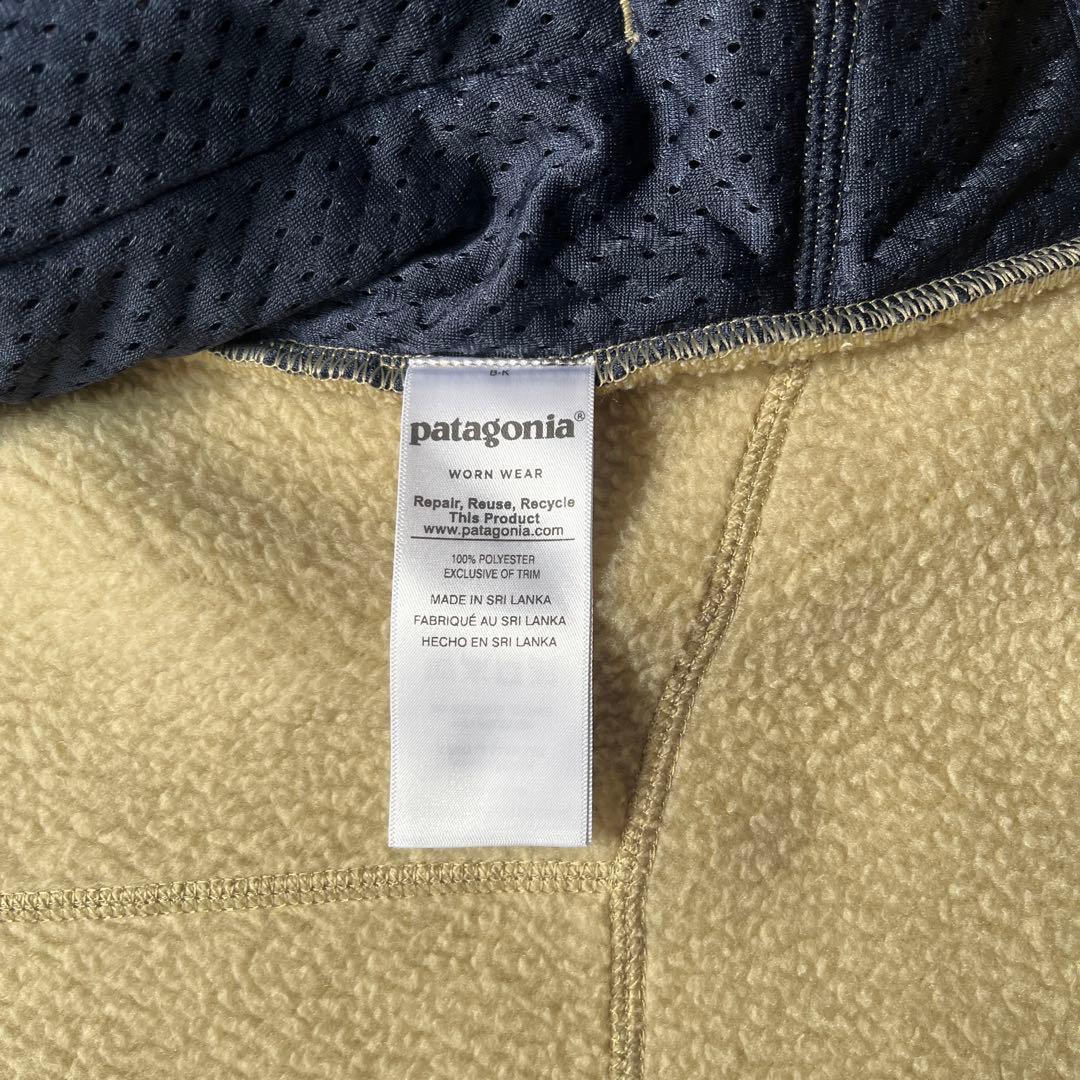 B-K
patagonia®
WORN WEAR
Repair, Reuse, Recycle
This Product
www.patagonia.com
100% POLYESTER
EXCLUSIVE OF TRIM
MADE IN SRI LANKA
FABRIQUÉ AU SRI LANKA
HECHO EN SRI LANKA